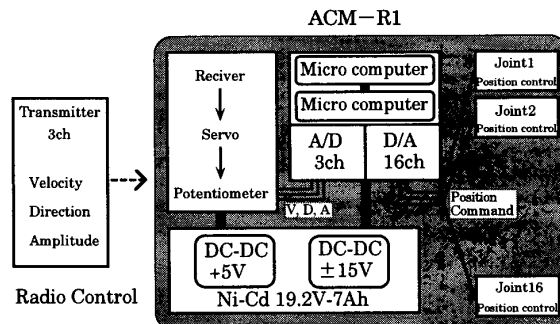 ACM-R1
Transmitter
3ch
Velocity
Direction
Amplitude
Radio Control
Reciver
Servo
Potentiometer
V, D, A
Micro computer
Micro computer
A/D
3ch
D/A
16ch
Position
Command
DC-DC
+5V
DC-DC
±15V
Ni-Cd 19.2V-7Ah
Joint1
Position control
Joint2
Position control
Joint16
Position control